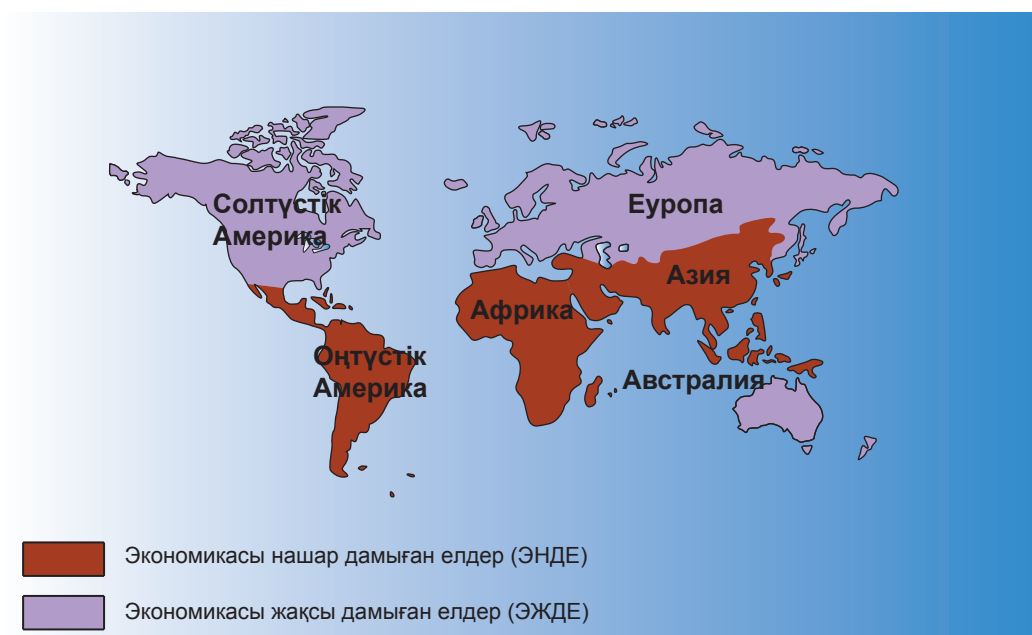 Солтүстік
Америка
Еуропа
Азия
Африка
Оңтүстік
Америка
Австралия
Экономикасы нашар дамыған елдер (ЭНДЕ)
Экономикасы жақсы дамыған елдер (ЭЖДЕ)